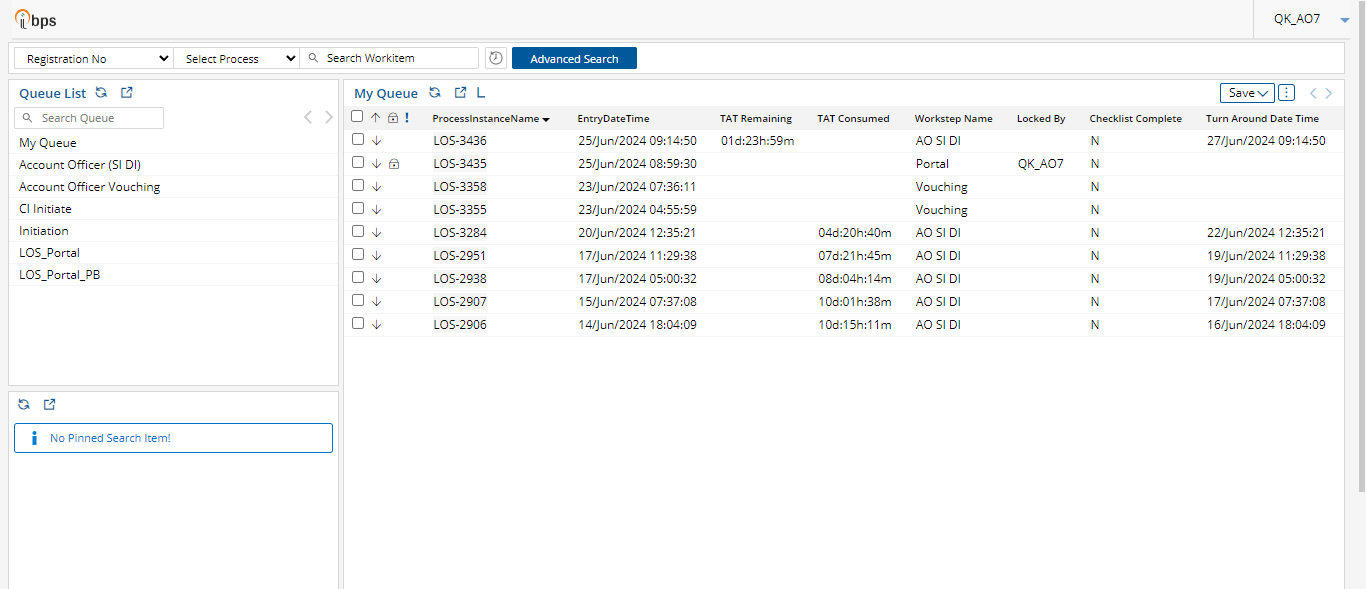 ibps
QK_AO7
Registration No Select Process Search Workitem Advanced Search
Queue List
Search Queue
My Queue
Account Officer (SI DI)
Account Officer Vouching
CI Initiate
Initiation
LOS_Portal
LOS_Portal_PB
No Pinned Search Item!
My Queue L Save
! ProcessInstanceName EntryDateTime TAT Remaining TAT Consumed Workstep Name Locked By Checklist Complete Turn Around Date Time
LOS-3436 25/Jun/2024 09:14:50 01d:23h:59m AO SI DI N 27/Jun/2024 09:14:50
LOS-3435 25/Jun/2024 08:59:30 Portal QK_AO7 N
LOS-3358 23/Jun/2024 07:36:11 Vouching N
LOS-3355 23/Jun/2024 04:55:59 Vouching N
LOS-3284 20/Jun/2024 12:35:21 04d:20h:40m AO SI DI N 22/Jun/2024 12:35:21
LOS-2951 17/Jun/2024 11:29:38 07d:21h:45m AO SI DI N 19/Jun/2024 11:29:38
LOS-2938 17/Jun/2024 05:00:32 08d:04h:14m AO SI DI N 19/Jun/2024 05:00:32
LOS-2907 15/Jun/2024 07:37:08 10d:01h:38m AO SI DI N 17/Jun/2024 07:37:08
LOS-2906 14/Jun/2024 18:04:09 10d:15h:11m AO SI DI N 16/Jun/2024 18:04:09